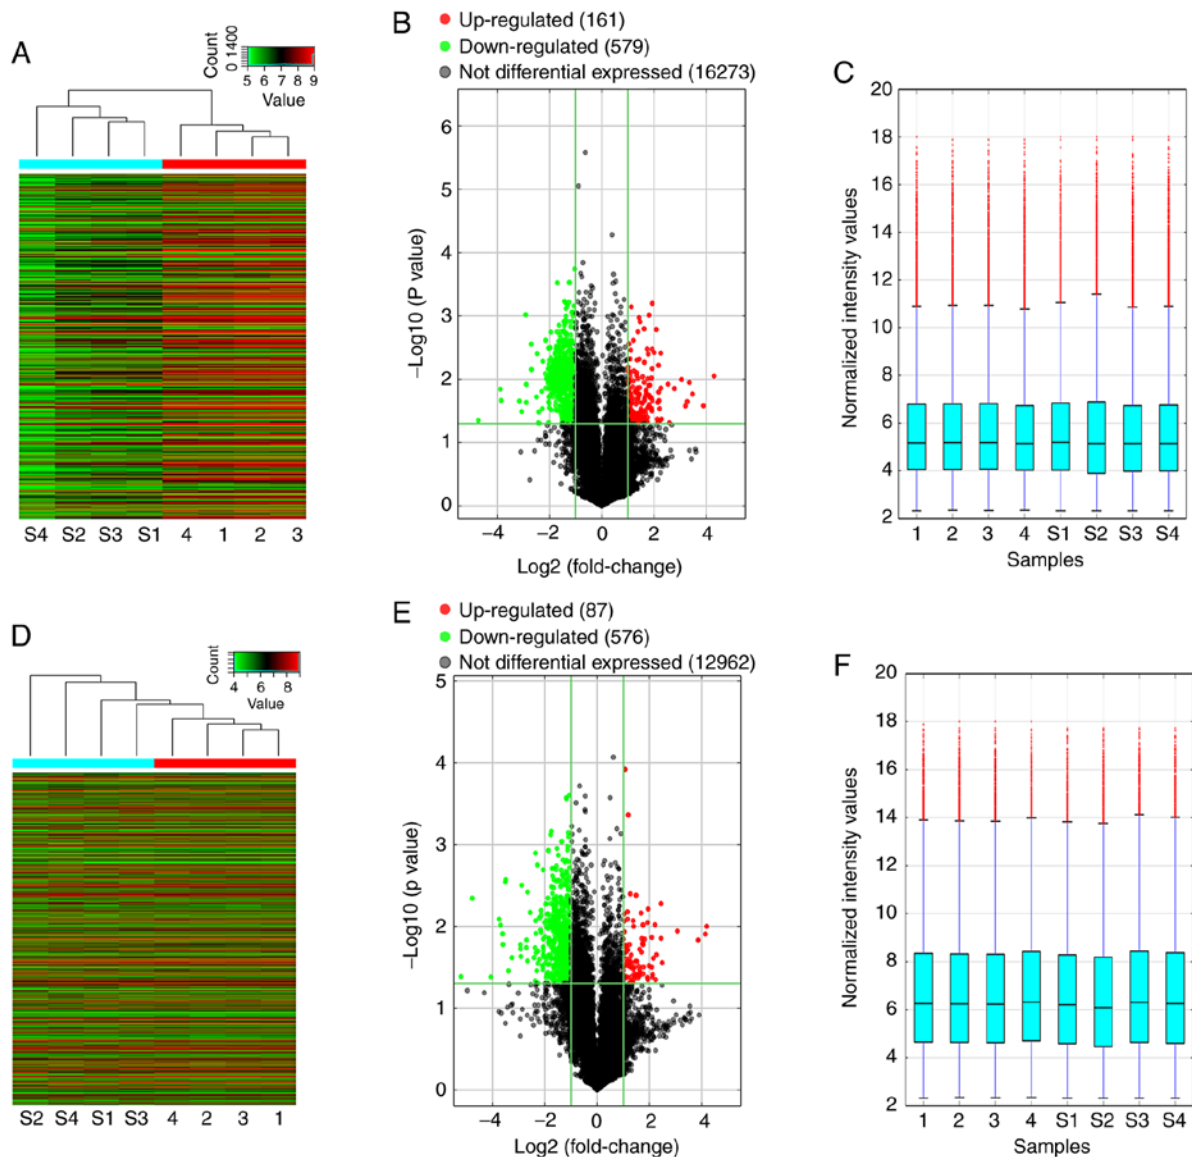 A
Count
0 1400
5 6 7 8 9
Value
S4 S2 S3 S1 4 1 2 3
B
Up-regulated (161)
Down-regulated (579)
Not differential expressed (16273)
6
5
4
3
2
1
0
−Log10 (P value)
−4 −2 0 2 4
Log2 (fold-change)
C
20
18
16
14
12
10
8
6
4
2
Normalized intensity values
1 2 3 4 S1 S2 S3 S4
Samples
D
Count
4 6 8
Value
S2 S4 S1 S3 4 2 3 1
E
Up-regulated (87)
Down-regulated (576)
Not differential expressed (12962)
5
4
3
2
1
0
−Log10 (p value)
−4 −2 0 2 4
Log2 (fold-change)
F
20
18
16
14
12
10
8
6
4
2
Normalized intensity values
1 2 3 4 S1 S2 S3 S4
Samples